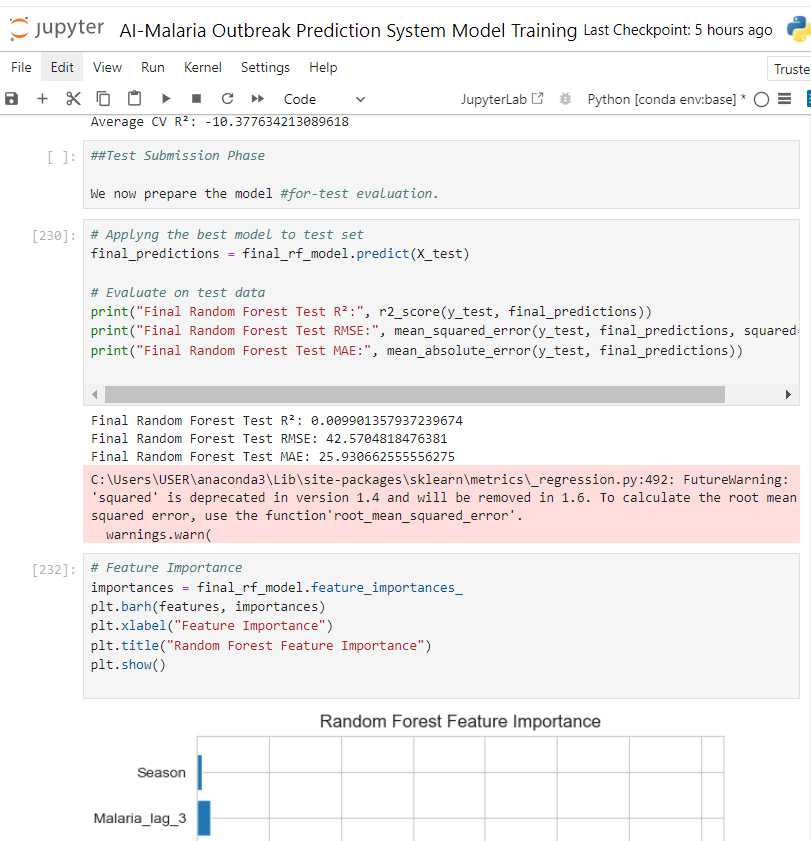 jupyter AI-Malaria Outbreak Prediction System Model Training Last Checkpoint: 5 hours ago
File Edit View Run Kernel Settings Help
Truste
Code JupyterLab Python [conda env:base] *
Average CV R²: -10.377634213089618
[ ]: ##Test Submission Phase
We now prepare the model #for-test evaluation.
[230]: # Applyng the best model to test set
final_predictions = final_rf_model.predict(X_test)
# Evaluate on test data
print("Final Random Forest Test R²:", r2_score(y_test, final_predictions))
print("Final Random Forest Test RMSE:", mean_squared_error(y_test, final_predictions, squared=
print("Final Random Forest Test MAE:", mean_absolute_error(y_test, final_predictions))
Final Random Forest Test R²: 0.009901357937239674
Final Random Forest Test RMSE: 42.5704818476381
Final Random Forest Test MAE: 25.930662555556275
C:\Users\USER\anaconda3\Lib\site-packages\sklearn\metrics\_regression.py:492: FutureWarning:
'squared' is deprecated in version 1.4 and will be removed in 1.6. To calculate the root mean
squared error, use the function'root_mean_squared_error'.
warnings.warn(
[232]: # Feature Importance
importances = final_rf_model.feature_importances_
plt.barh(features, importances)
plt.xlabel("Feature Importance")
plt.title("Random Forest Feature Importance")
plt.show()
Random Forest Feature Importance
Season
Malaria_lag_3